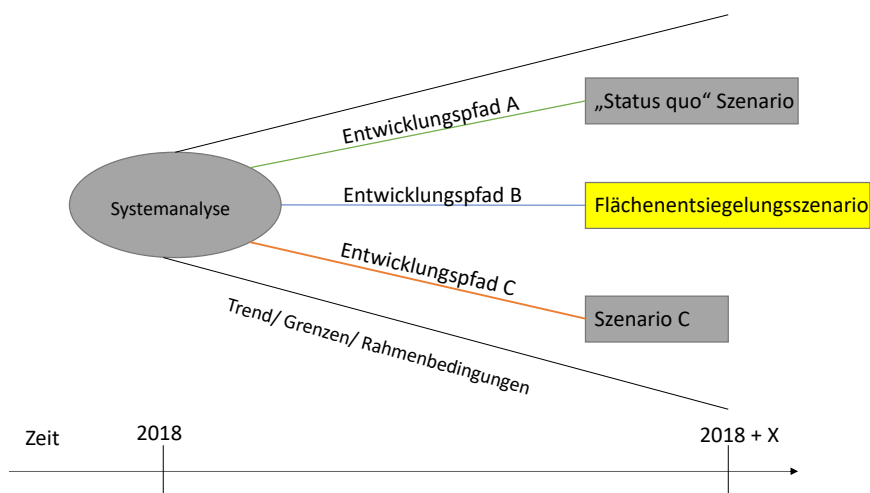 „Status quo“ Szenario
Entwicklungspfad A
Systemanalyse
Entwicklungspfad B
Flächenentsiegelungsszenario
Entwicklungspfad C
Szenario C
Trend/ Grenzen/ Rahmenbedingungen
Zeit
2018
2018 + X